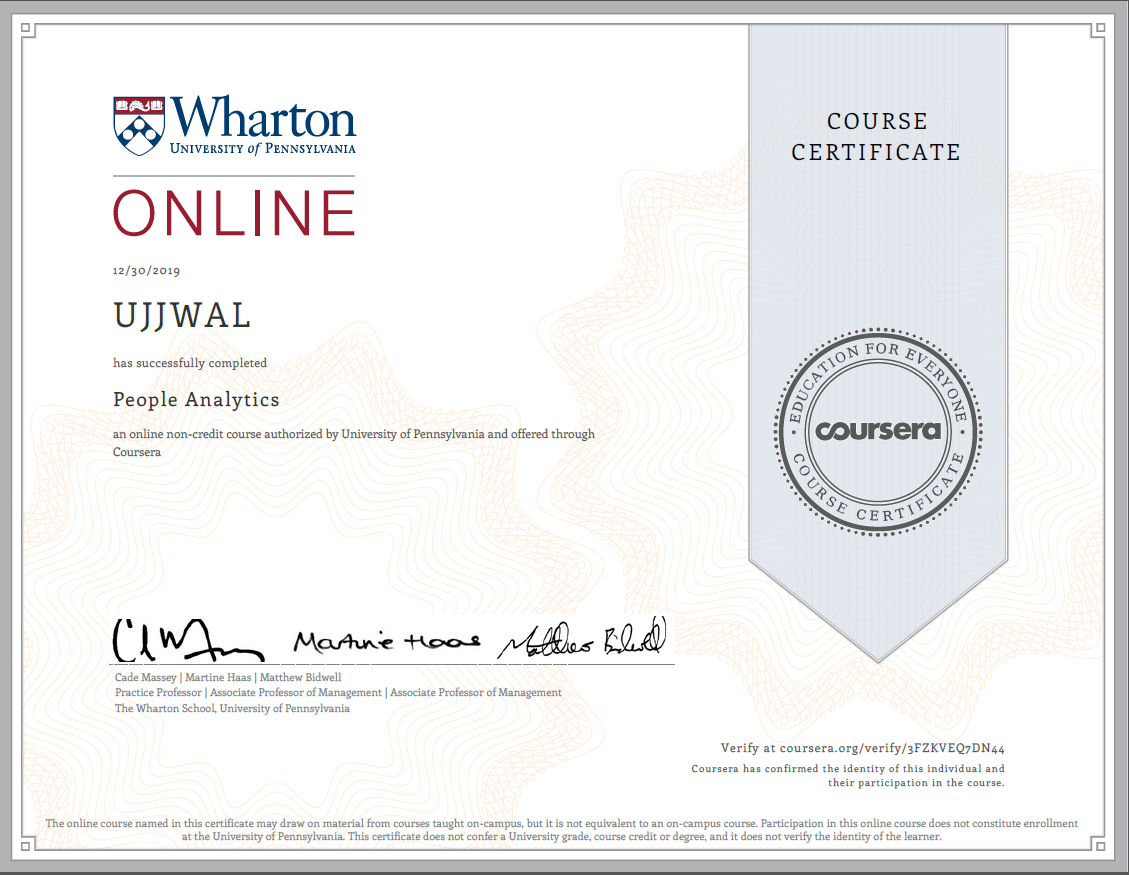 Wharton
UNIVERSITY of PENNSYLVANIA
ONLINE
12/30/2019
UJJWAL
has successfully completed
People Analytics
an online non-credit course authorized by University of Pennsylvania and offered through
Coursera
COURSE
CERTIFICATE
EDUCATION FOR EVERYONE
coursera
COURSE CERTIFICATE
Martine Haas
Matthew Bidwell
Cade Massey | Martine Haas | Matthew Bidwell
Practice Professor | Associate Professor of Management | Associate Professor of Management
The Wharton School, University of Pennsylvania
Verify at coursera.org/verify/3FZKVEQ7DN44
Coursera has confirmed the identity of this individual and
their participation in the course.
The online course named in this certificate may draw on material from courses taught on-campus, but it is not equivalent to an on-campus course. Participation in this online course does not constitute enrollment
at the University of Pennsylvania. This certificate does not confer a University grade, course credit or degree, and it does not verify the identity of the learner.